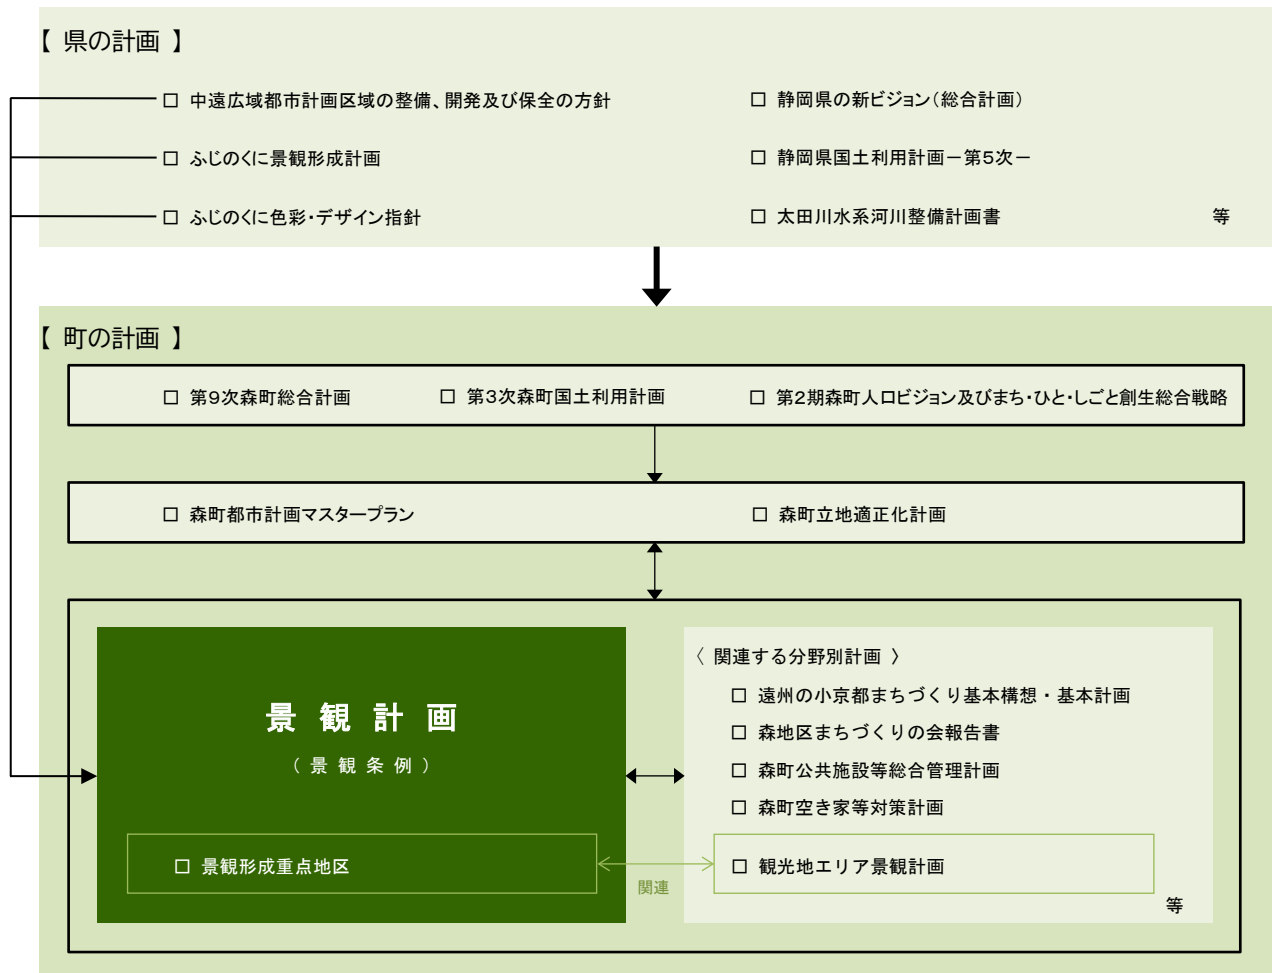 【 県の計画 】
□ 中遠広域都市計画区域の整備、開発及び保全の方針
□ 静岡県の新ビジョン（総合計画）
□ ふじのくに景観形成計画
□ 静岡県国土利用計画－第5次－
□ ふじのくに色彩・デザイン指針
□ 太田川水系河川整備計画書
等
【 町の計画 】
□ 第９次森町総合計画
□ 第３次森町国土利用計画
□ 第２期森町人口ビジョン及びまち・ひと・しごと創生総合戦略
□ 森町都市計画マスタープラン
□ 森町立地適正化計画
景 観 計 画
（ 景 観 条 例 ）
□ 景観形成重点地区
関連
〈 関連する分野別計画 〉
□ 遠州の小京都まちづくり基本構想・基本計画
□ 森地区まちづくりの会報告書
□ 森町公共施設等総合管理計画
□ 森町空き家等対策計画
□ 観光地エリア景観計画
等